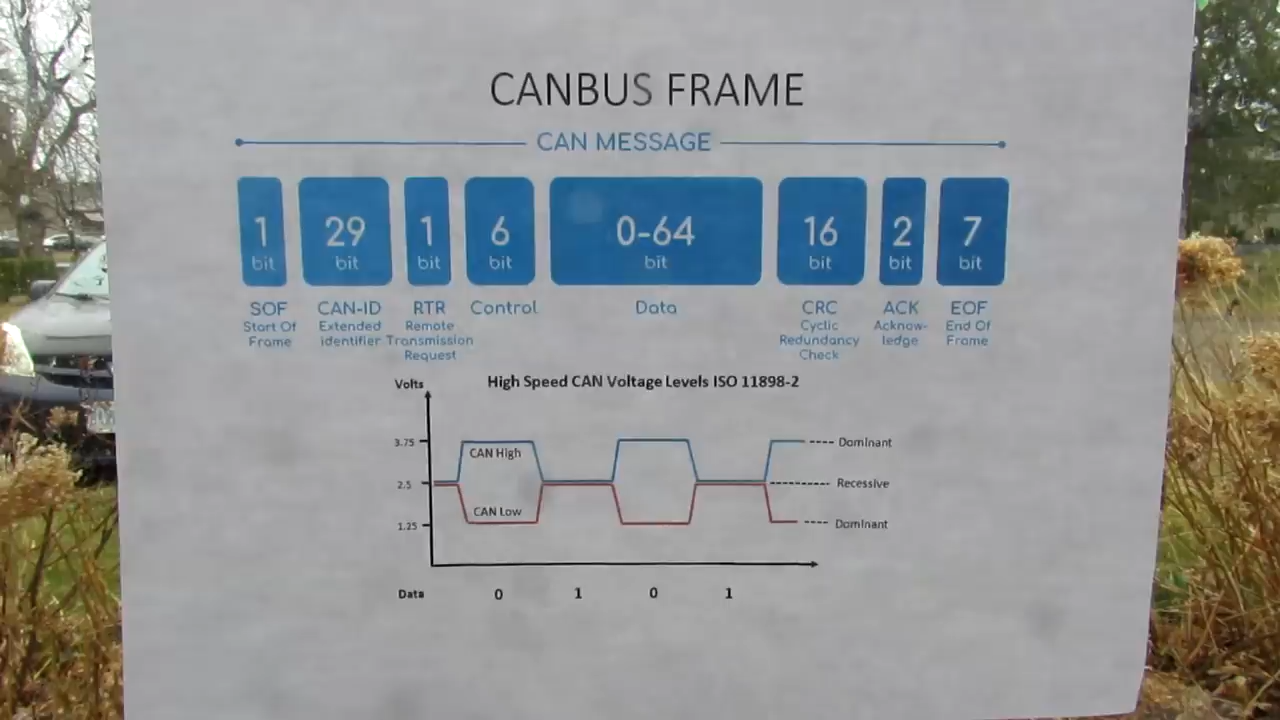 CANBUS FRAME
CAN MESSAGE
1 29 1 6 0-64 16 2 7
bit bit bit bit bit bit bit bit
SOF CAN-ID RTR Control Data CRC ACK EOF
Start Of Extended Remote Cyclic Acknow- End Of
Frame identifier Transmission Redundancy ledge Frame
Request Check
Volts High Speed CAN Voltage Levels ISO 11898-2
3.75 CAN High Dominant
2.5 Recessive
1.25 CAN Low Dominant
Data 0 1 0 1